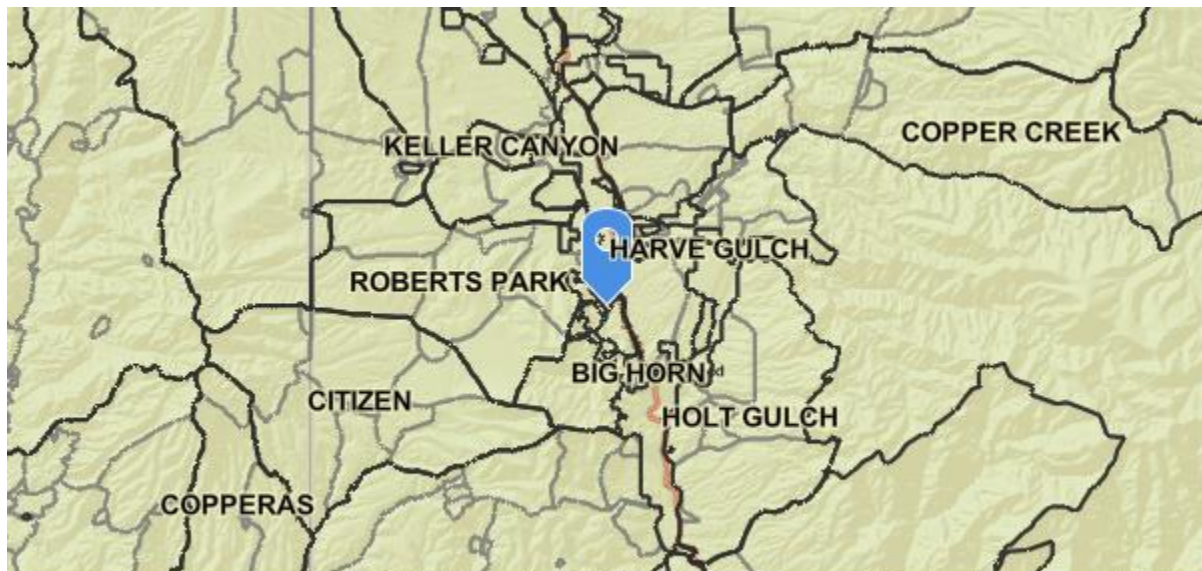 COPPER CREEK
KELLER CANYON
HARVE GULCH
ROBERTS PARK
BIG HORN
CITIZEN
HOLT GULCH
COPPERAS